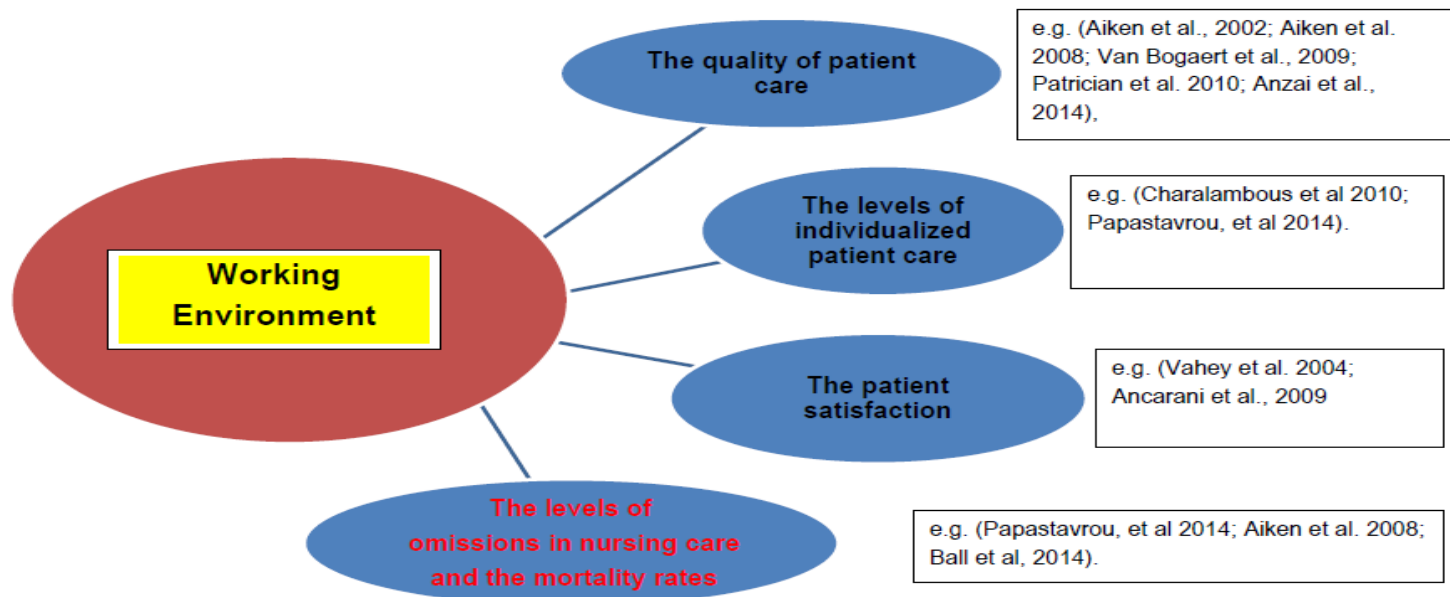 The quality of patient
care
e.g. (Aiken et al., 2002; Aiken et al.
2008; Van Bogaert et al., 2009;
Patrician et al. 2010; Anzai et al.,
2014),
The levels of
individualized
patient care
e.g. (Charalambous et al 2010;
Papastavrou, et al 2014).
Working
Environment
The patient
satisfaction
e.g. (Vahey et al. 2004;
Ancarani et al., 2009
The levels of
omissions in nursing care
and the mortality rates
e.g. (Papastavrou, et al 2014; Aiken et al. 2008;
Ball et al, 2014).